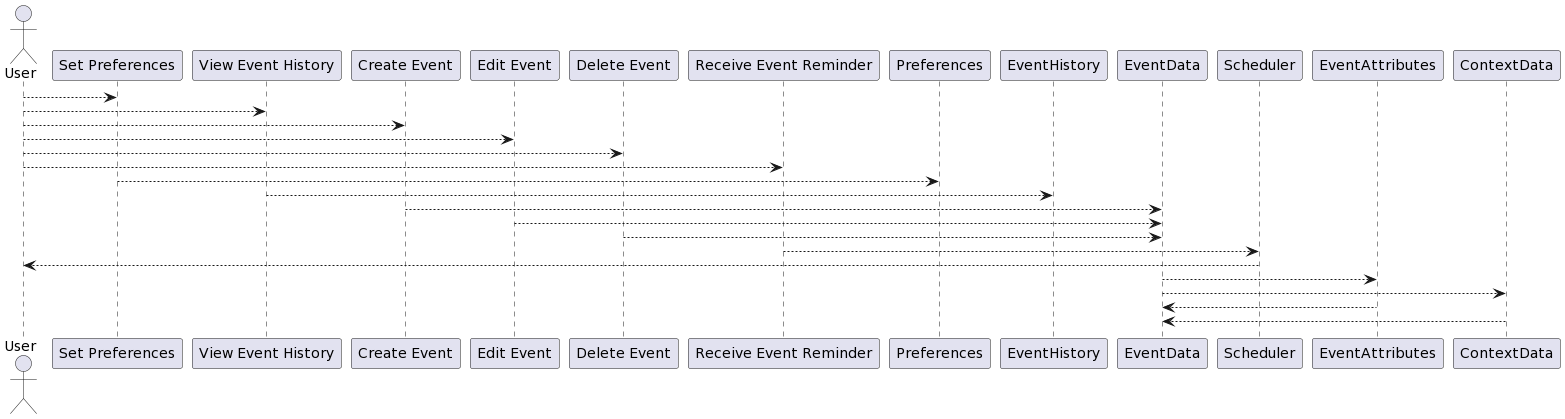 User
Set Preferences
View Event History
Create Event
Edit Event
Delete Event
Receive Event Reminder
Preferences
EventHistory
EventData
Scheduler
EventAttributes
ContextData
User
Set Preferences
View Event History
Create Event
Edit Event
Delete Event
Receive Event Reminder
Preferences
EventHistory
EventData
Scheduler
EventAttributes
ContextData